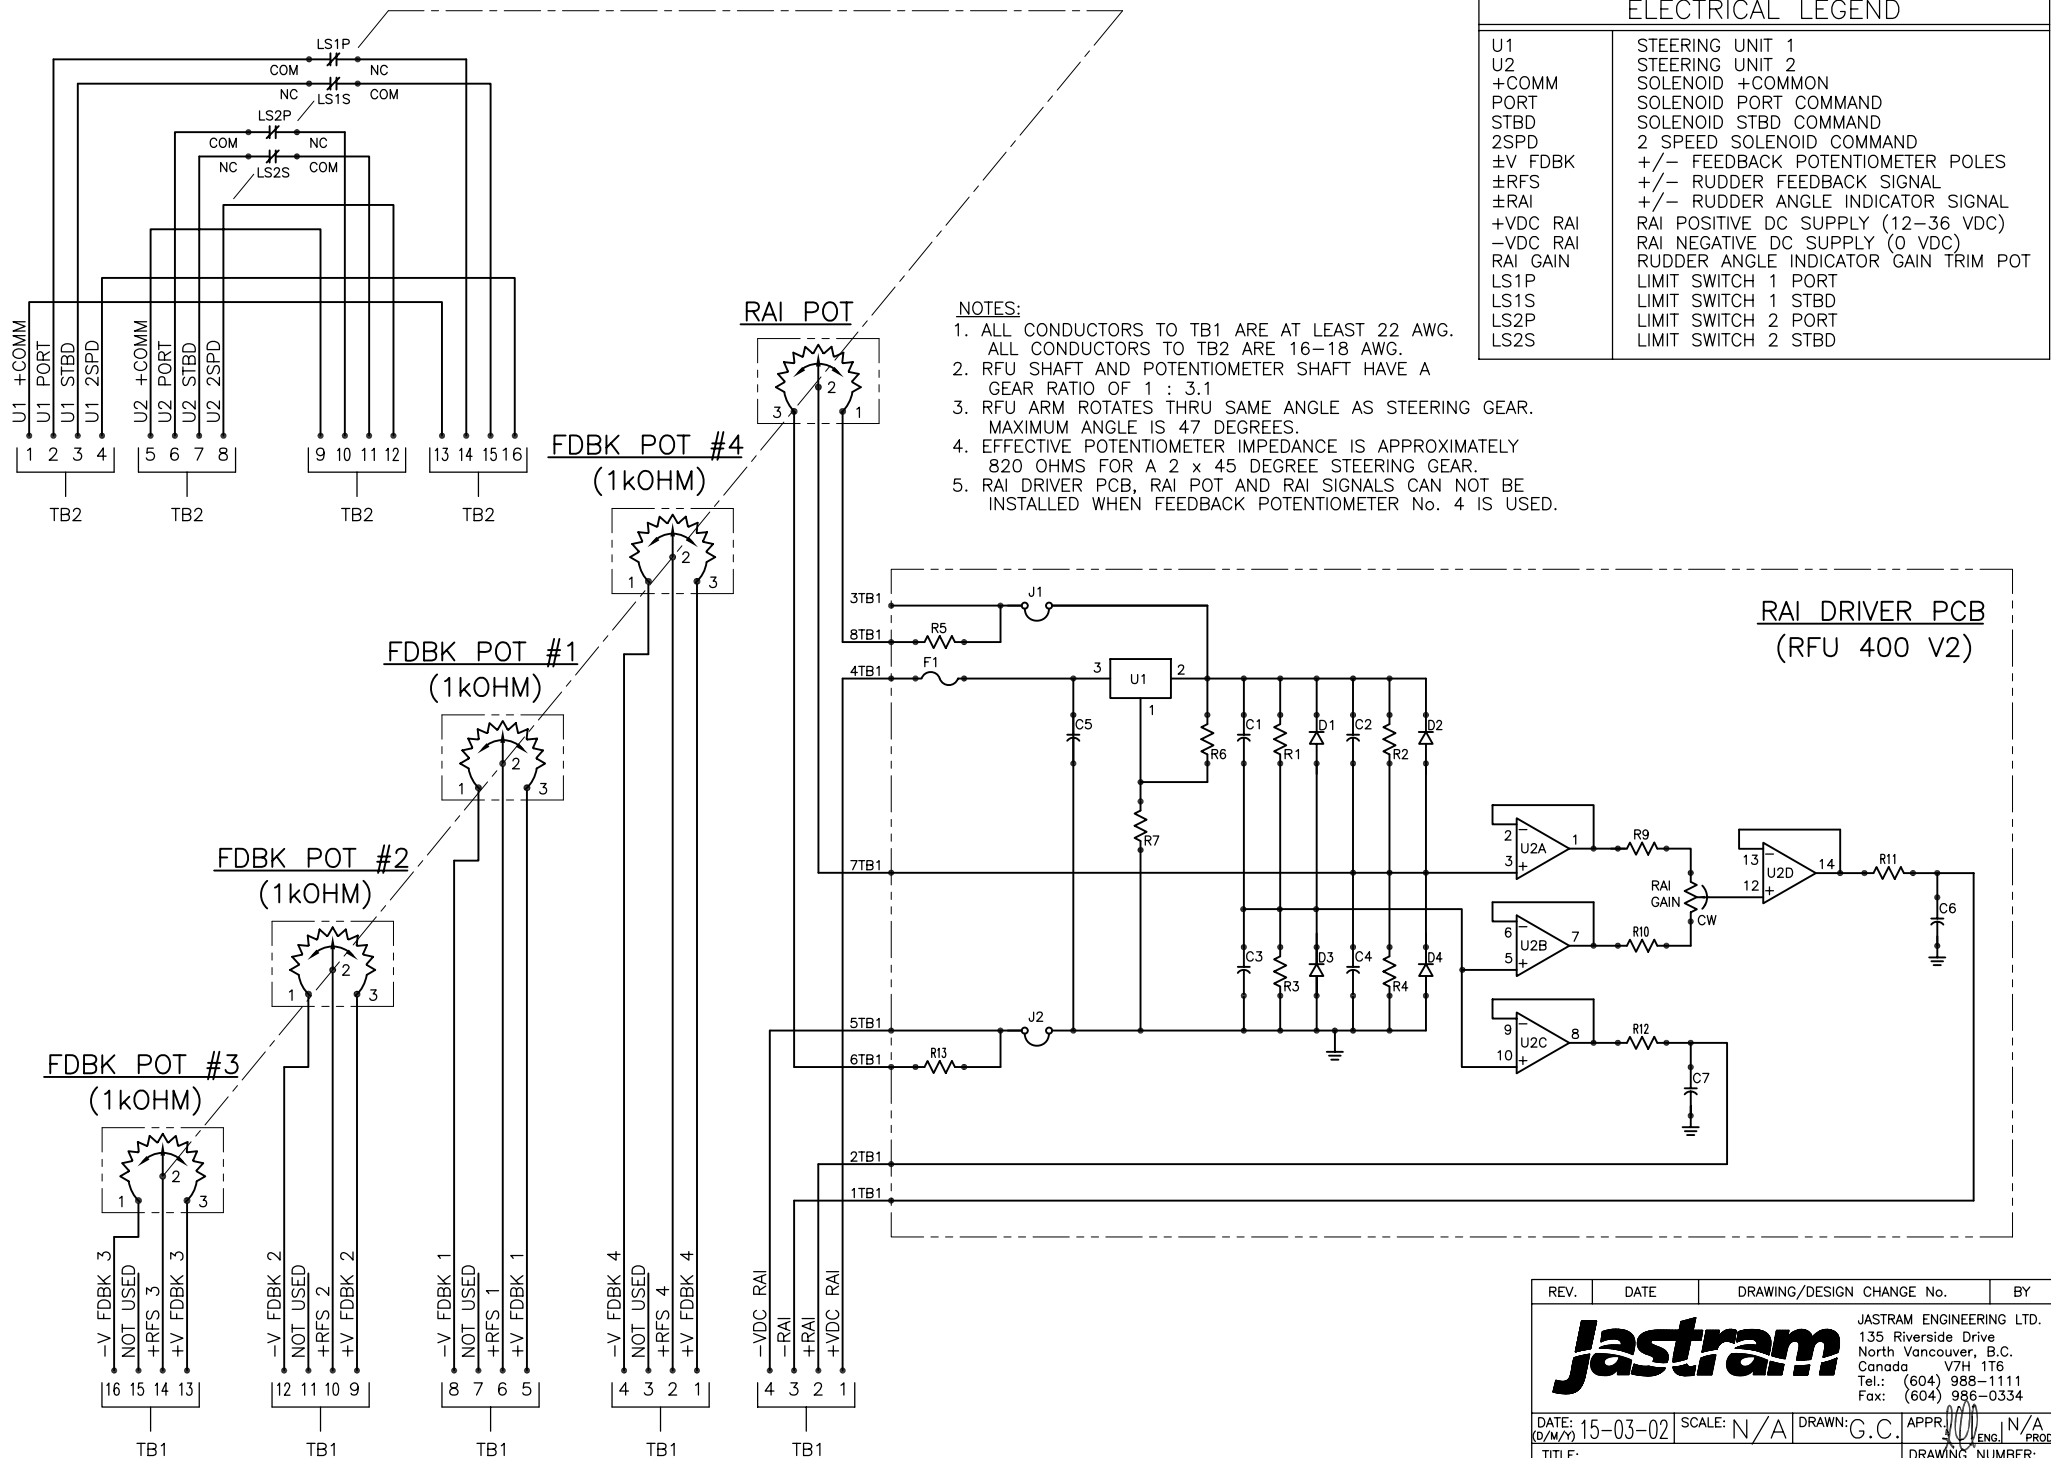 ELECTRICAL LEGEND
U1 STEERING UNIT 1
U2 STEERING UNIT 2
+COMM SOLENOID +COMMON
PORT SOLENOID PORT COMMAND
STBD SOLENOID STBD COMMAND
2SPD 2 SPEED SOLENOID COMMAND
±V FDBK +/- FEEDBACK POTENTIOMETER POLES
±RFS +/- RUDDER FEEDBACK SIGNAL
±RAI +/- RUDDER ANGLE INDICATOR SIGNAL
+VDC RAI RAI POSITIVE DC SUPPLY (12-36 VDC)
-VDC RAI RAI NEGATIVE DC SUPPLY (0 VDC)
RAI GAIN RUDDER ANGLE INDICATOR GAIN TRIM POT
LS1P LIMIT SWITCH 1 PORT
LS1S LIMIT SWITCH 1 STBD
LS2P LIMIT SWITCH 2 PORT
LS2S LIMIT SWITCH 2 STBD
LS1P
COM NC
NC COM
LS1S
LS2P
COM NC
NC COM
LS2S
U1 +COMM
U1 PORT
U1 STBD
U1 2SPD
U2 +COMM
U2 PORT
U2 STBD
U2 2SPD
1 2 3 4 5 6 7 8 9 10 11 12 13 14 15 16
TB2 TB2 TB2 TB2
NOTES:
1. ALL CONDUCTORS TO TB1 ARE AT LEAST 22 AWG.
ALL CONDUCTORS TO TB2 ARE 16-18 AWG.
2. RFU SHAFT AND POTENTIOMETER SHAFT HAVE A
GEAR RATIO OF 1 : 3.1
3. RFU ARM ROTATES THRU SAME ANGLE AS STEERING GEAR.
MAXIMUM ANGLE IS 47 DEGREES.
4. EFFECTIVE POTENTIOMETER IMPEDANCE IS APPROXIMATELY
820 OHMS FOR A 2 x 45 DEGREE STEERING GEAR.
5. RAI DRIVER PCB, RAI POT AND RAI SIGNALS CAN NOT BE
INSTALLED WHEN FEEDBACK POTENTIOMETER No. 4 IS USED.
RAI POT
2
3 1
FDBK POT #4
(1kOHM)
2
1 3
FDBK POT #1
(1kOHM)
2
1 3
FDBK POT #2
(1kOHM)
2
1 3
FDBK POT #3
(1kOHM)
2
1 3
RAI DRIVER PCB
(RFU 400 V2)
3TB1 J1
8TB1 R5
4TB1 F1
3 U1 2
1
C5 R6 C1 R1 D1 C2 R2 D2
R7
7TB1
2 1
3
U2A
R9
RAI
GAIN
CW
13 14
12
U2D
R11
C6
6 7
5
U2B
R10
C3 R3 D3 C4 R4 D4
5TB1 J2
6TB1 R13
9 8
10
U2C
R12
C7
2TB1
1TB1
-V FDBK 3
NOT USED
+RFS 3
+V FDBK 3
-V FDBK 2
NOT USED
+RFS 2
+V FDBK 2
-V FDBK 1
NOT USED
+RFS 1
+V FDBK 1
-V FDBK 4
NOT USED
+RFS 4
+V FDBK 4
-VDC RAI
-RAI
+RAI
+VDC RAI
16 15 14 13 12 11 10 9 8 7 6 5 4 3 2 1 4 3 2 1
TB1 TB1 TB1 TB1 TB1
REV. DATE DRAWING/DESIGN CHANGE No. BY
Jastram
JASTRAM ENGINEERING LTD.
135 Riverside Drive
North Vancouver, B.C.
Canada V7H 1T6
Tel.: (604) 988-1111
Fax: (604) 986-0334
DATE: (D/M/Y) 15-03-02 SCALE: N/A DRAWN: G.C. APPR. ENG. N/A PROD
TITLE: DRAWING NUMBER: